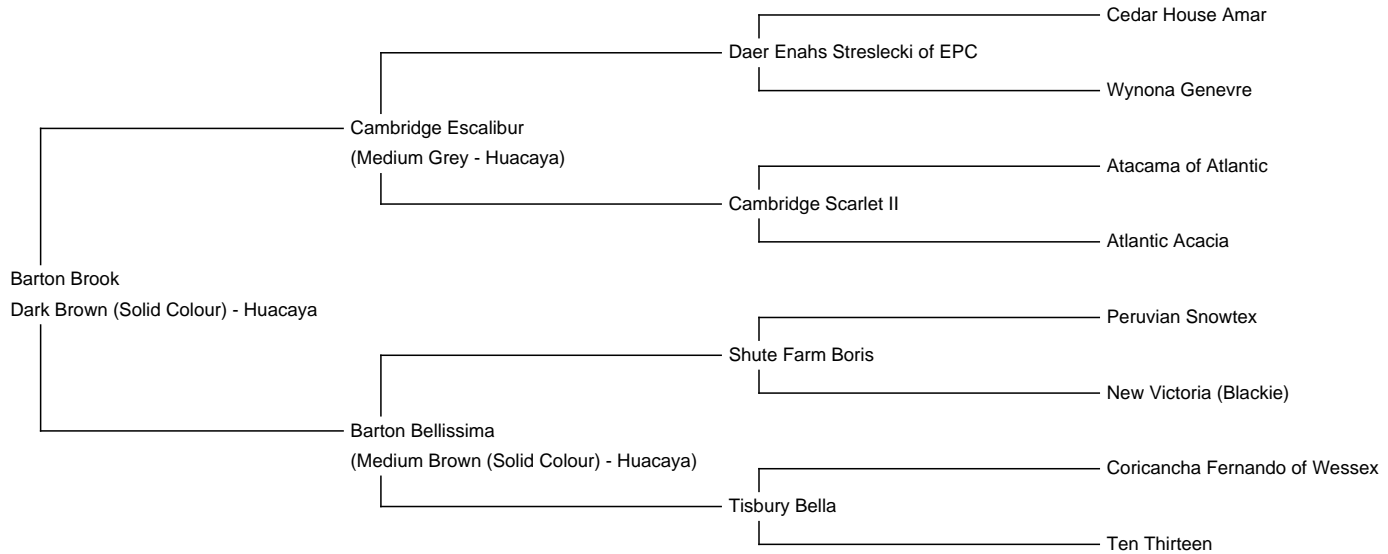 Cedar House Amar
Daer Enahs Streslecki of EPC
Wynona Genevre
Cambridge Escalibur
(Medium Grey - Huacaya)
Atacama of Atlantic
Cambridge Scarlet II
Atlantic Acacia
Barton Brook
Dark Brown (Solid Colour) - Huacaya
Peruvian Snowtex
Shute Farm Boris
New Victoria (Blackie)
Barton Bellissima
(Medium Brown (Solid Colour) - Huacaya)
Coricancha Fernando of Wessex
Tisbury Bella
Ten Thirteen